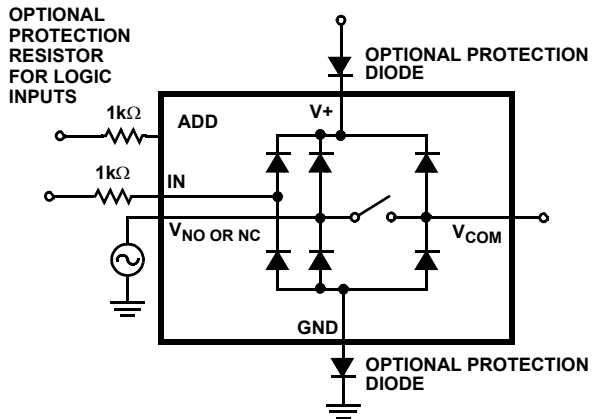 OPTIONAL
PROTECTION
RESISTOR
FOR LOGIC
INPUTS
OPTIONAL PROTECTION
DIODE
1kΩ
ADD
V+
1kΩ
IN
VNO OR NC
VCOM
GND
OPTIONAL PROTECTION
DIODE